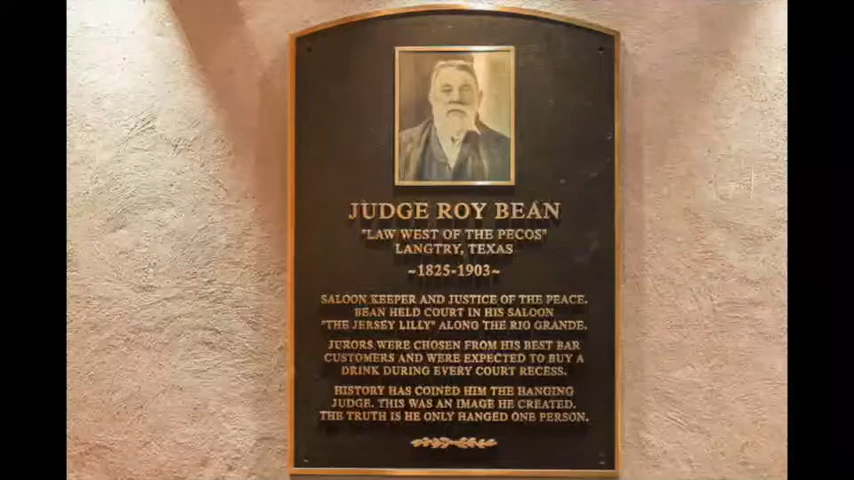 JUDGE ROY BEAN
"LAW WEST OF THE PECOS"
LANGTRY, TEXAS
~1825-1903~
SALOON KEEPER AND JUSTICE OF THE PEACE.
BEAN HELD COURT IN HIS SALOON
"THE JERSEY LILLY" ALONG THE RIO GRANDE.
JURORS WERE CHOSEN FROM HIS BEST BAR
CUSTOMERS AND WERE EXPECTED TO BUY A
DRINK DURING EVERY COURT RECESS.
HISTORY HAS COINED HIM THE HANGING
JUDGE. THIS WAS AN IMAGE HE CREATED.
THE TRUTH IS HE ONLY HANGED ONE PERSON.